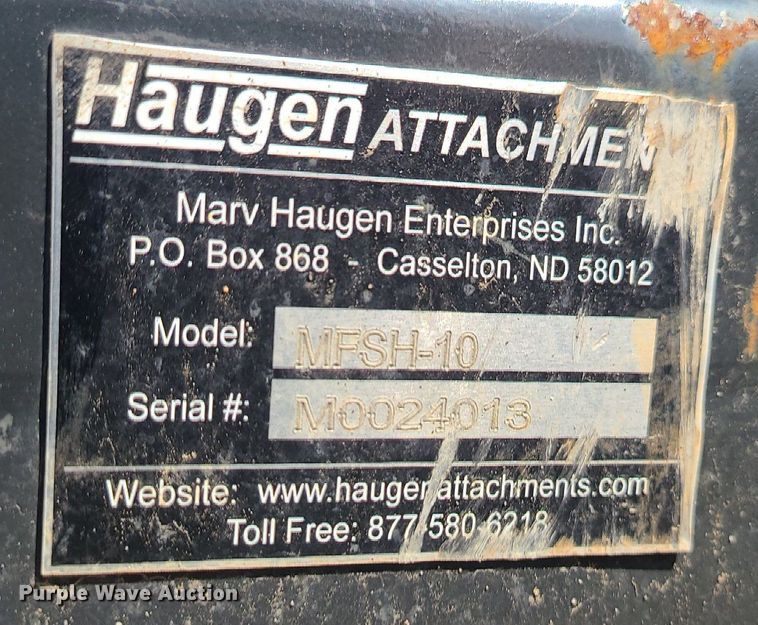 Haugen ATTACHMEN
Marv Haugen Enterprises Inc.
P.O. Box 868 - Casselton, ND 58012
Model: MFSH-10
Serial #: M0024013
Website: www.haugenattachments.com
Toll Free: 877-580-6218
Purple Wave Auction